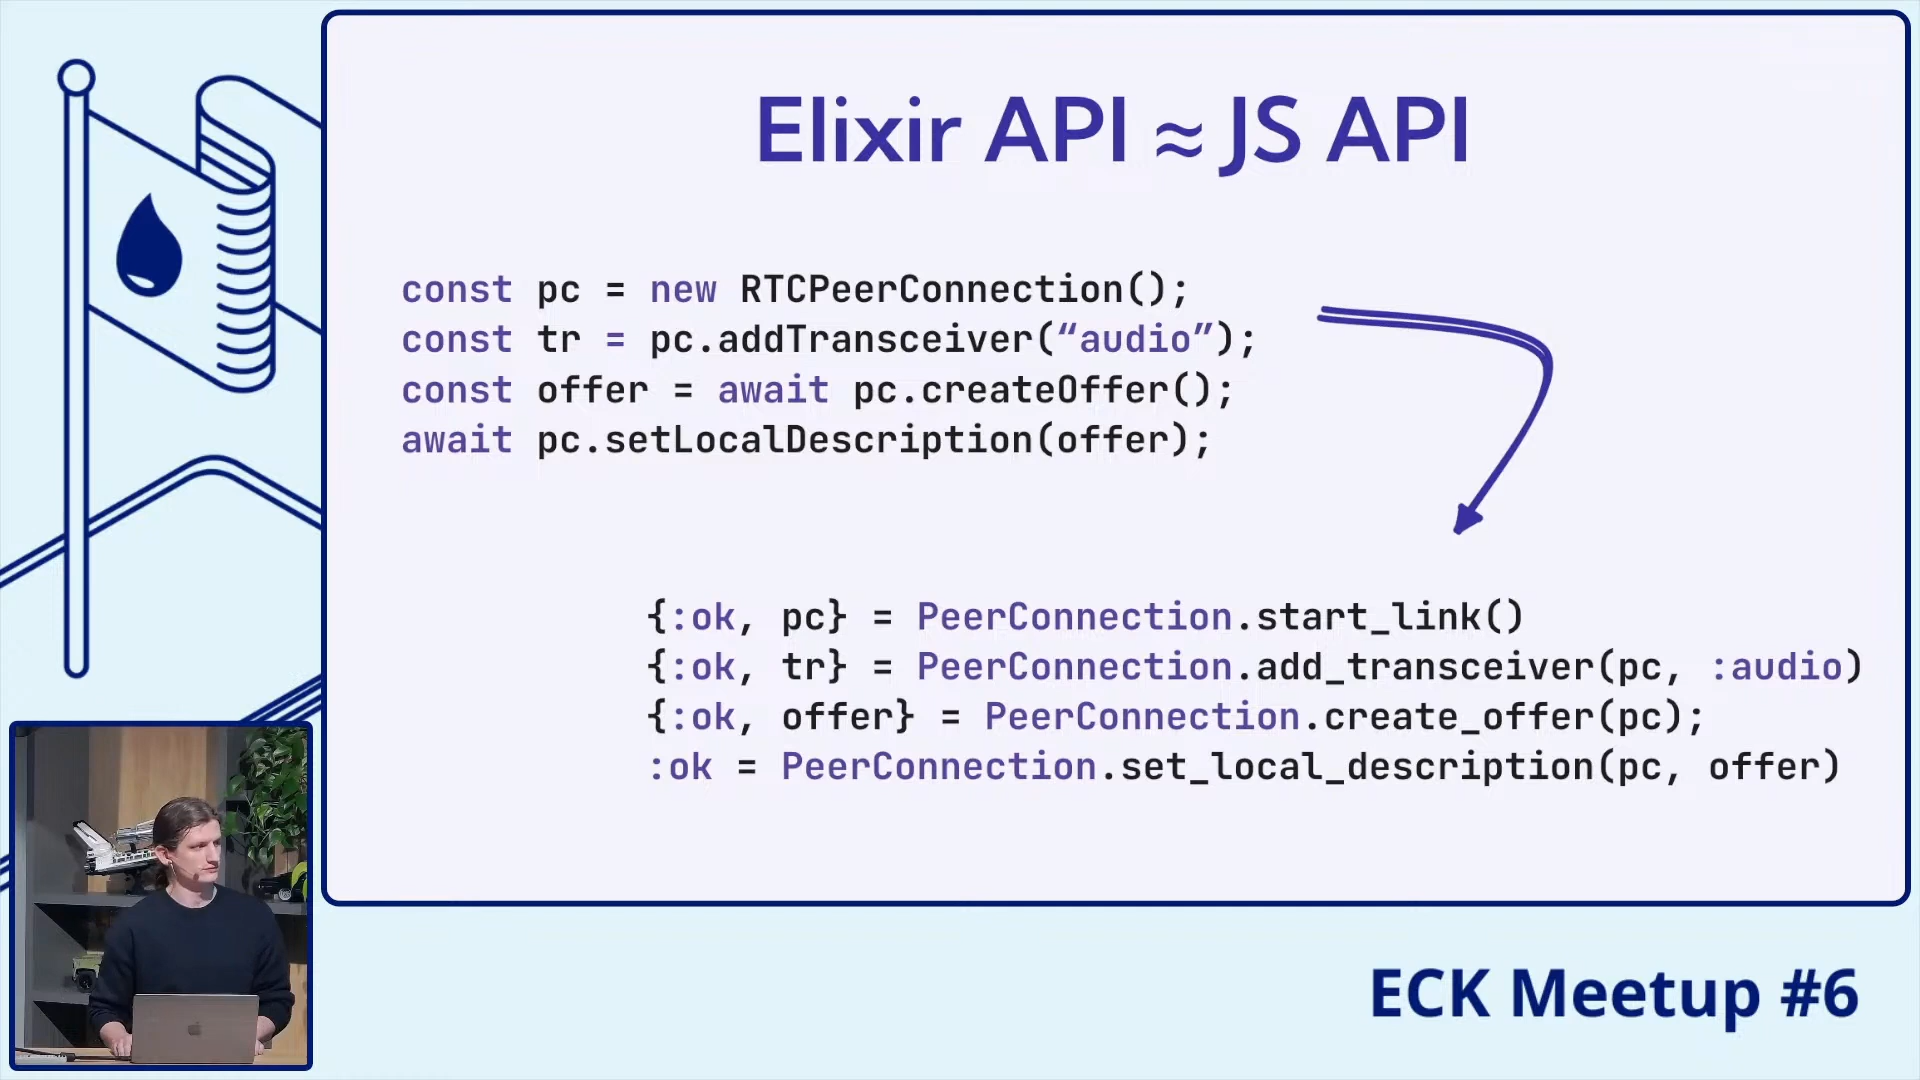 Elixir API ≈ JS API
const pc = new RTCPeerConnection();
const tr = pc.addTransceiver(“audio”);
const offer = await pc.createOffer();
await pc.setLocalDescription(offer);
{:ok, pc} = PeerConnection.start_link()
{:ok, tr} = PeerConnection.add_transceiver(pc, :audio)
{:ok, offer} = PeerConnection.create_offer(pc);
:ok = PeerConnection.set_local_description(pc, offer)
ECK Meetup #6